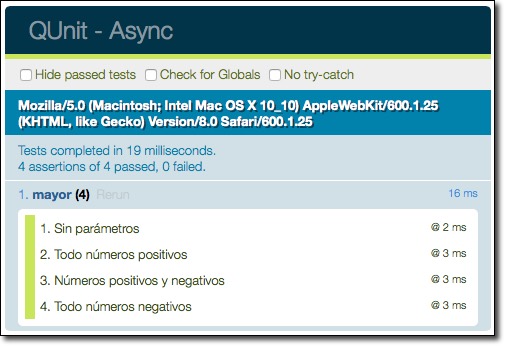 QUnit - Async
Hide passed tests Check for Globals No try-catch
Mozilla/5.0 (Macintosh; Intel Mac OS X 10_10) AppleWebKit/600.1.25
(KHTML, like Gecko) Version/8.0 Safari/600.1.25
Tests completed in 19 milliseconds.
4 assertions of 4 passed, 0 failed.
1. mayor (4) Rerun 16 ms
1. Sin parámetros @ 2 ms
2. Todo números positivos @ 3 ms
3. Números positivos y negativos @ 3 ms
4. Todo números negativos @ 3 ms